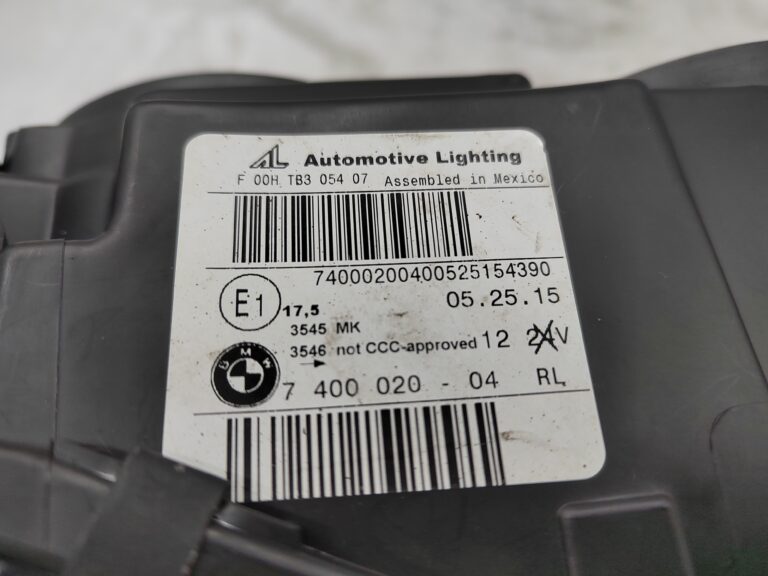 AL Automotive Lighting
F 00H TB3 054 07 Assembled in Mexico
74000200400525154390
E1 17,5 05.25.15
3545 MK
3546 not CCC-approved 12 24V
BMW 7 400 020 - 04 RL